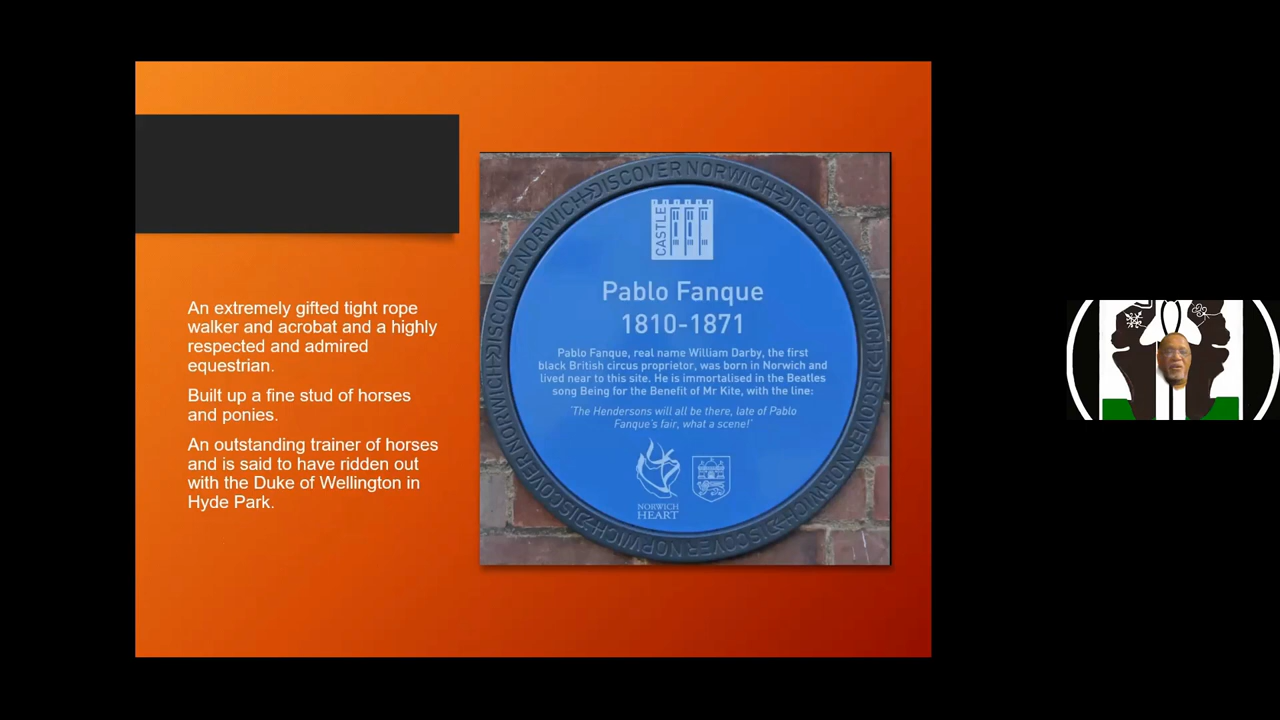 An extremely gifted tight rope
walker and acrobat and a highly
respected and admired
equestrian.
Built up a fine stud of horses
and ponies.
An outstanding trainer of horses
and is said to have ridden out
with the Duke of Wellington in
Hyde Park.
DISCOVER NORWICH DISCOVER NORWICH DISCOVER NORWICH DISCOVER NORWICH DISCOVER NORWICH DISCOVER NORWICH
CASTLE
Pablo Fanque
1810-1871
Pablo Fanque, real name William Darby, the first
black British circus proprietor, was born in Norwich and
lived near to this site. He is immortalised in the Beatles
song Being for the Benefit of Mr Kite, with the line:
'The Hendersons will all be there, late of Pablo
Fanque's fair, what a scene!'
NORWICH
HEART